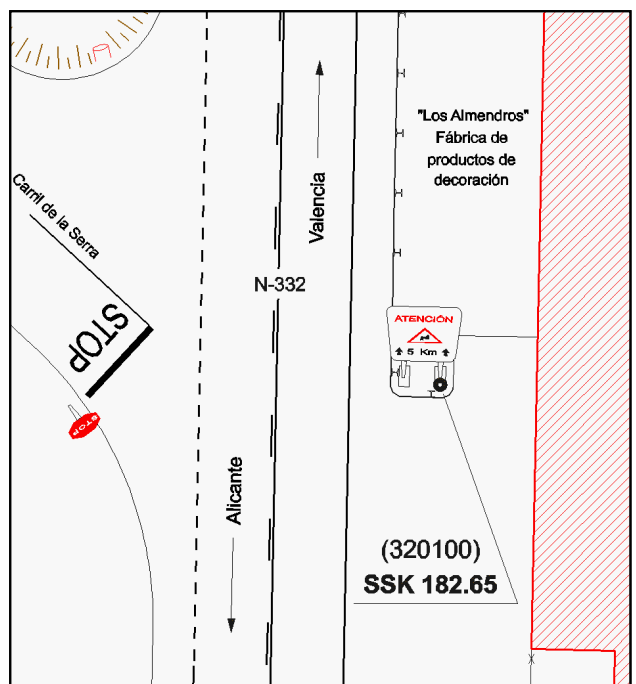 "Los Almendros"
Fábrica de
productos de
decoración
Valencia
Carril de la Serra
N-332
STOP
ATENCIÓN
5 Km
STOP
Alicante
(320100)
SSK 182.65